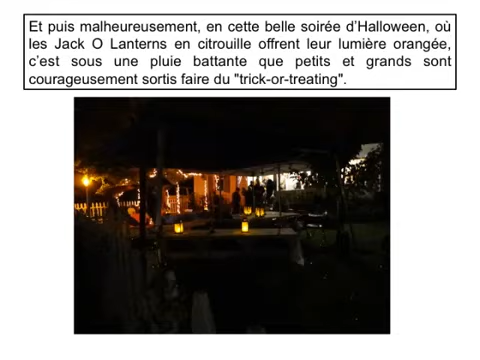 Et puis malheureusement, en cette belle soirée d’Halloween, où
les Jack O Lanterns en citrouille offrent leur lumière orangée,
c’est sous une pluie battante que petits et grands sont
courageusement sortis faire du "trick-or-treating".